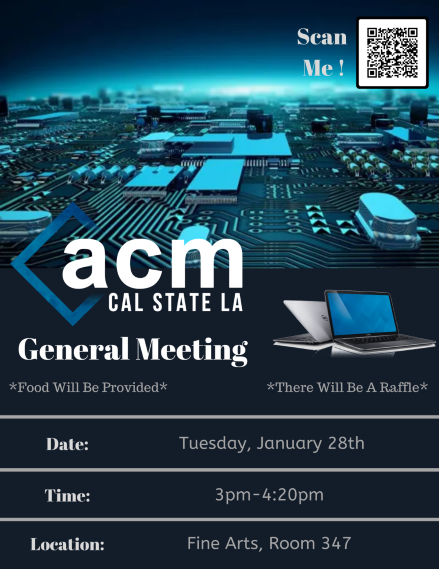 Scan
Me !
acm
CAL STATE LA
General Meeting
*Food Will Be Provided*
*There Will Be A Raffle*
Date: Tuesday, January 28th
Time: 3pm-4:20pm
Location: Fine Arts, Room 347